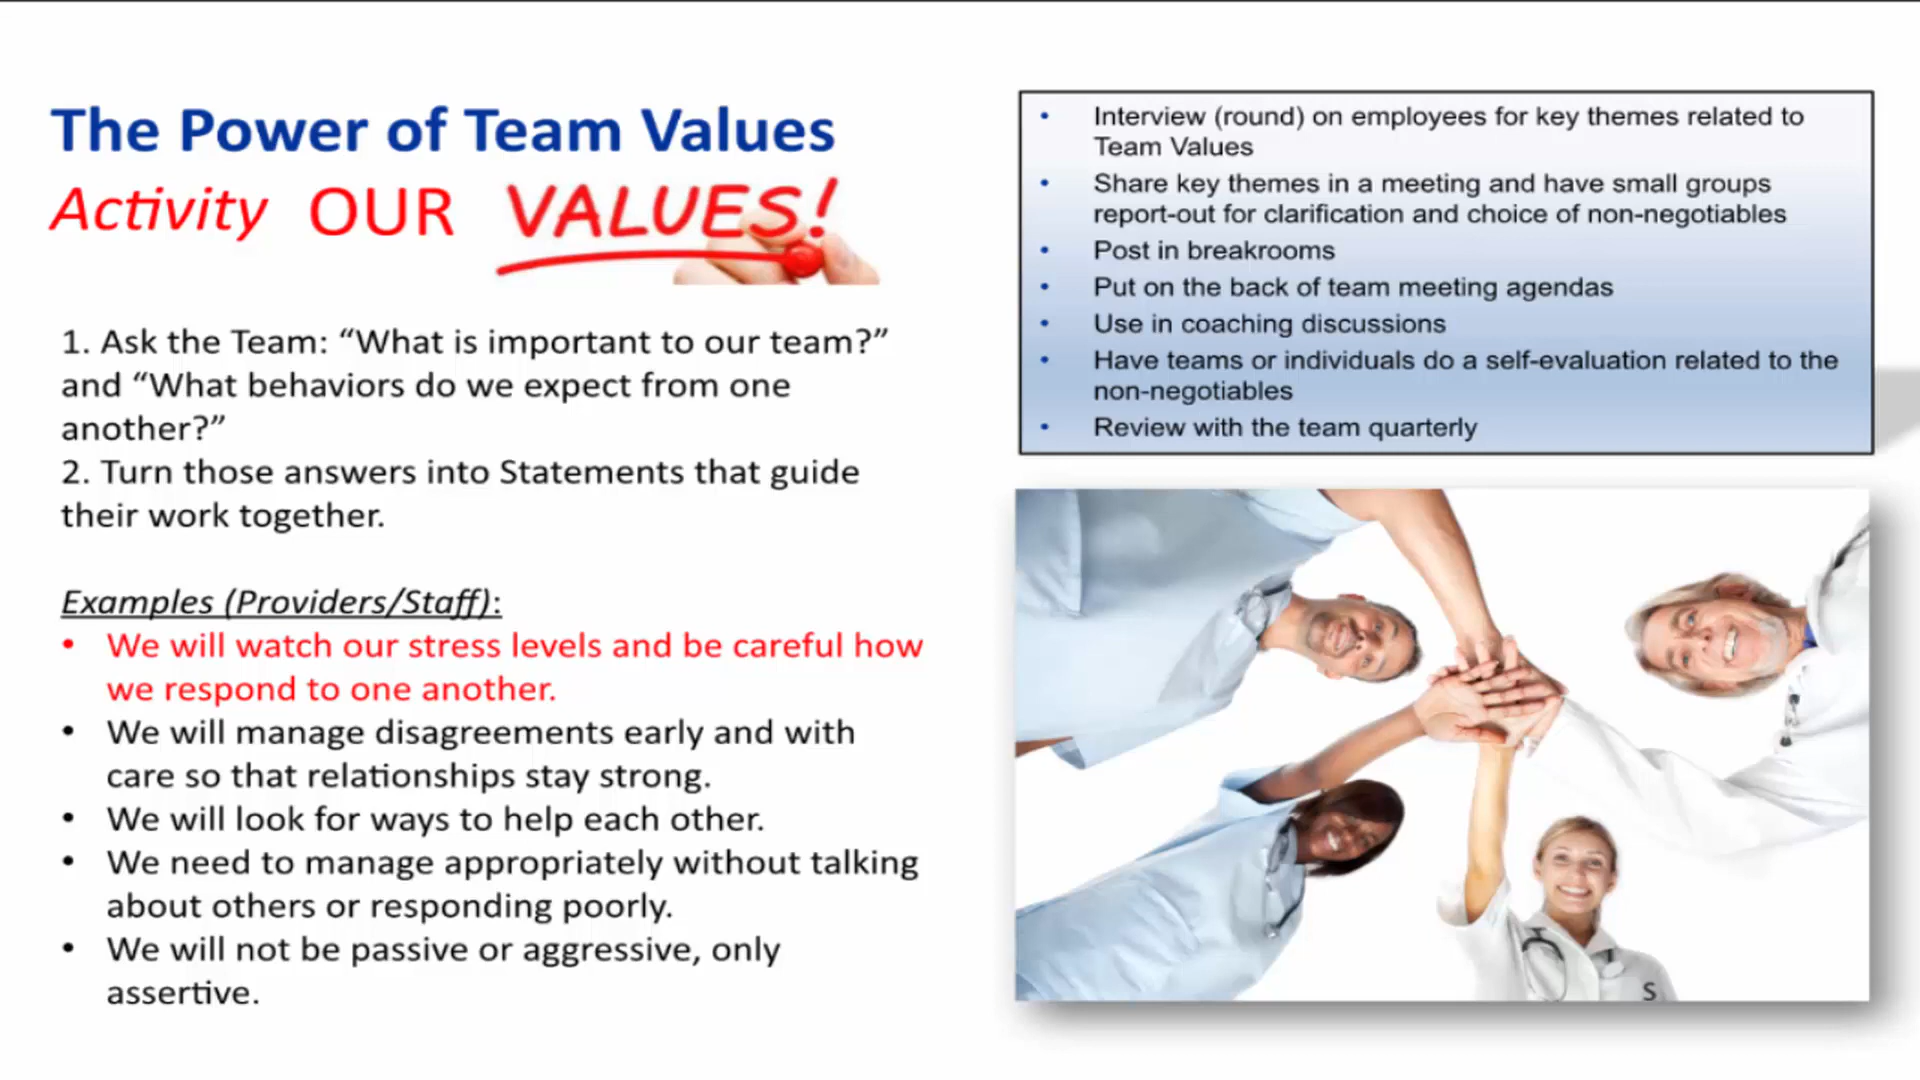 The Power of Team Values
Activity OUR VALUES!
1. Ask the Team: “What is important to our team?”
and “What behaviors do we expect from one
another?”
2. Turn those answers into Statements that guide
their work together.
Examples (Providers/Staff):
• We will watch our stress levels and be careful how
we respond to one another.
• We will manage disagreements early and with
care so that relationships stay strong.
• We will look for ways to help each other.
• We need to manage appropriately without talking
about others or responding poorly.
• We will not be passive or aggressive, only
assertive.
• Interview (round) on employees for key themes related to
Team Values
• Share key themes in a meeting and have small groups
report-out for clarification and choice of non-negotiables
• Post in breakrooms
• Put on the back of team meeting agendas
• Use in coaching discussions
• Have teams or individuals do a self-evaluation related to the
non-negotiables
• Review with the team quarterly
S